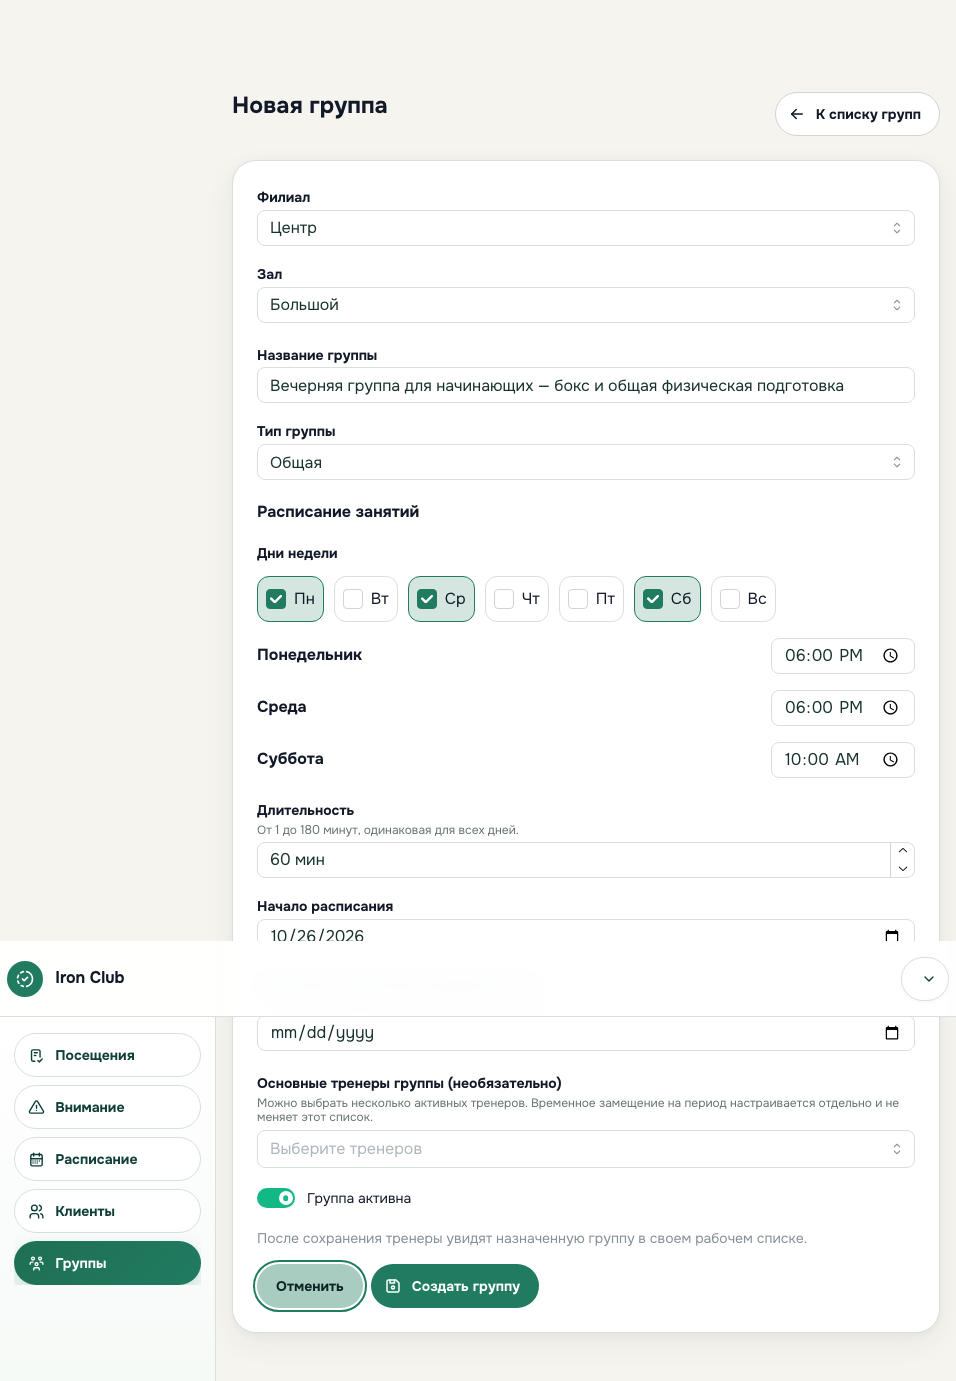 Новая группа
К списку групп
Филиал
Центр
Зал
Большой
Название группы
Вечерняя группа для начинающих — бокс и общая физическая подготовка
Тип группы
Общая
Расписание занятий
Дни недели
Пн
Вт
Ср
Чт
Пт
Сб
Вс
Понедельник
06:00 PM
Среда
06:00 PM
Суббота
10:00 AM
Длительность
От 1 до 180 минут, одинаковая для всех дней.
60 мин
Начало расписания
10/26/2026
Iron Club
mm/dd/yyyy
Посещения
Внимание
Расписание
Клиенты
Группы
Основные тренеры группы (необязательно)
Можно выбрать несколько активных тренеров. Временное замещение на период настраивается отдельно и не
меняет этот список.
Выберите тренеров
Группа активна
После сохранения тренеры увидят назначенную группу в своем рабочем списке.
Отменить
Создать группу